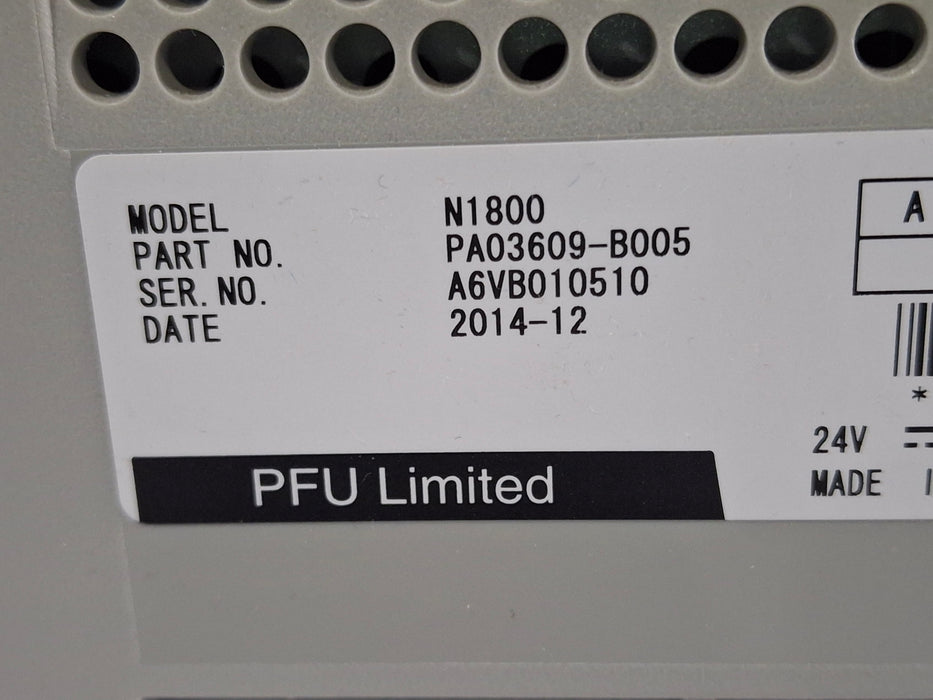 MODEL N1800
PART NO. PA03609-B005
SER. NO. A6VB010510
DATE 2014-12
A
*
24V
MADE
PFU Limited